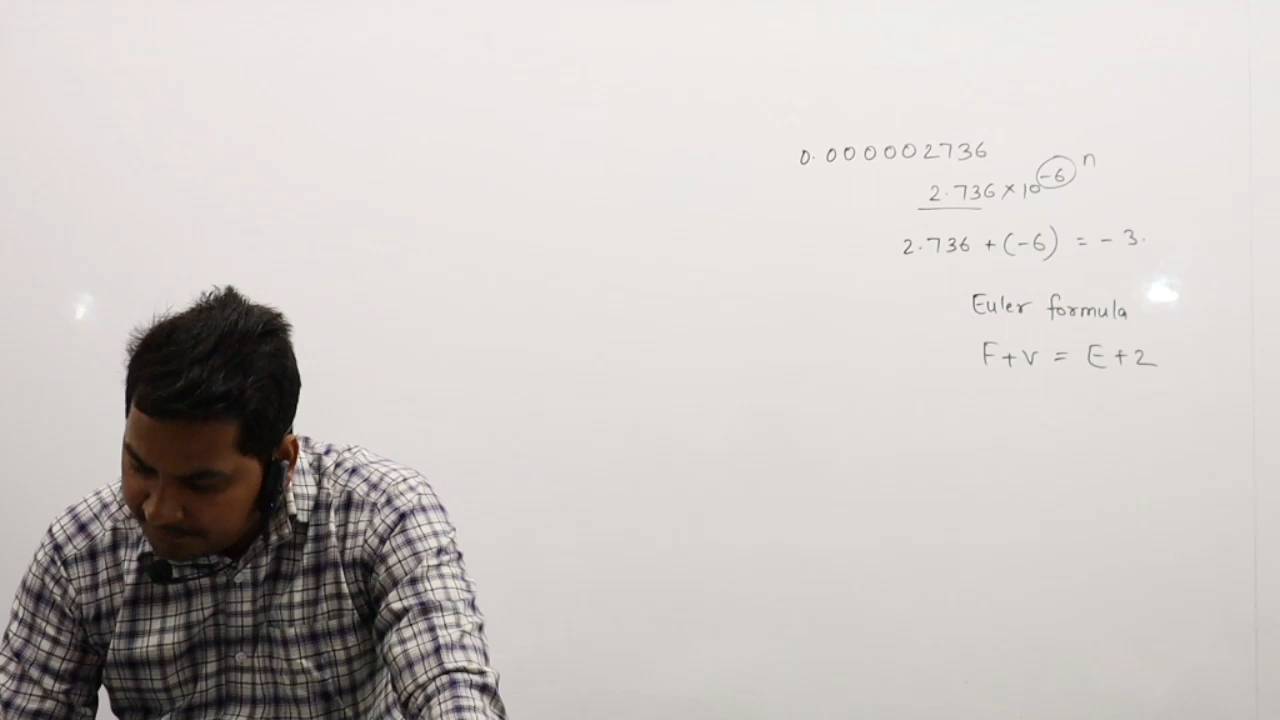 0.000002736
2.736 × 10^-6 n
2.736 + (-6) = - 3.
Euler formula
F + V = E + 2